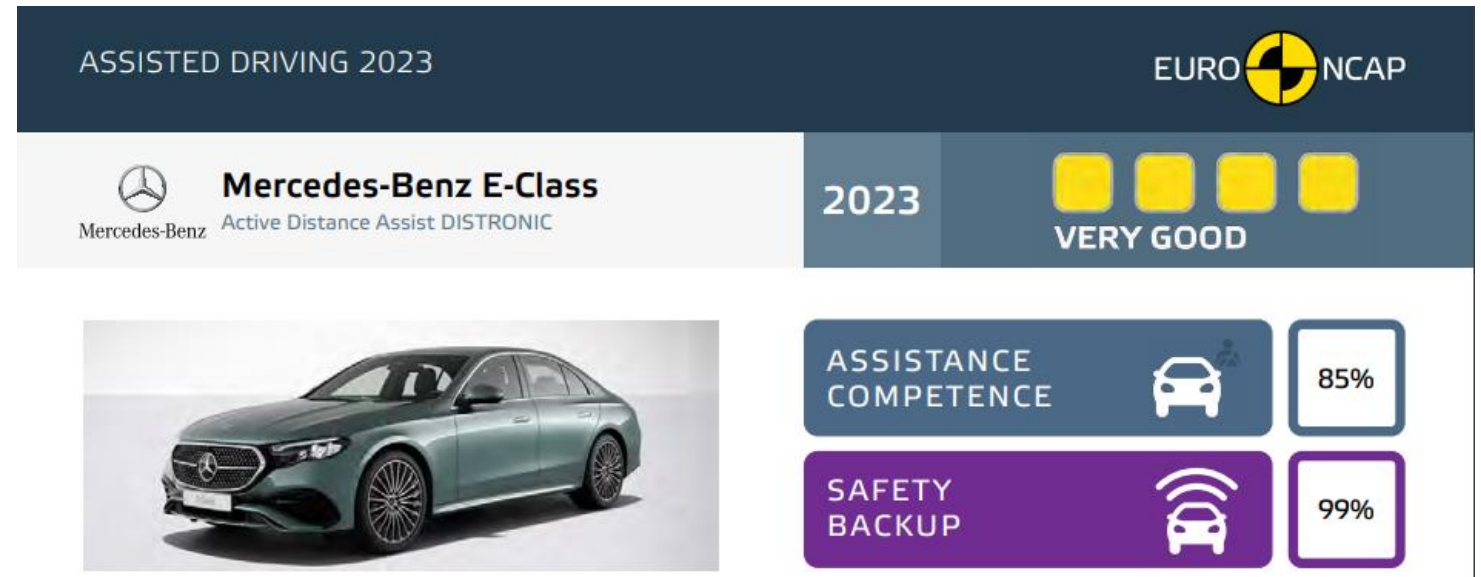 ASSISTED DRIVING 2023
EURO NCAP
Mercedes-Benz
Mercedes-Benz E-Class
Active Distance Assist DISTRONIC
2023
VERY GOOD
ASSISTANCE
COMPETENCE
85%
SAFETY
BACKUP
99%